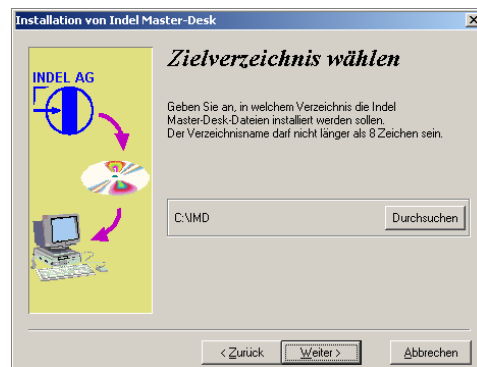 Installation von Indel Master-Desk
INDEL AG
Zielverzeichnis wählen
Geben Sie an, in welchem Verzeichnis die Indel
Master-Desk-Dateien installiert werden sollen.
Der Verzeichnisname darf nicht länger als 8 Zeichen sein.
C:\IMD
Durchsuchen
< Zurück
Weiter >
Abbrechen